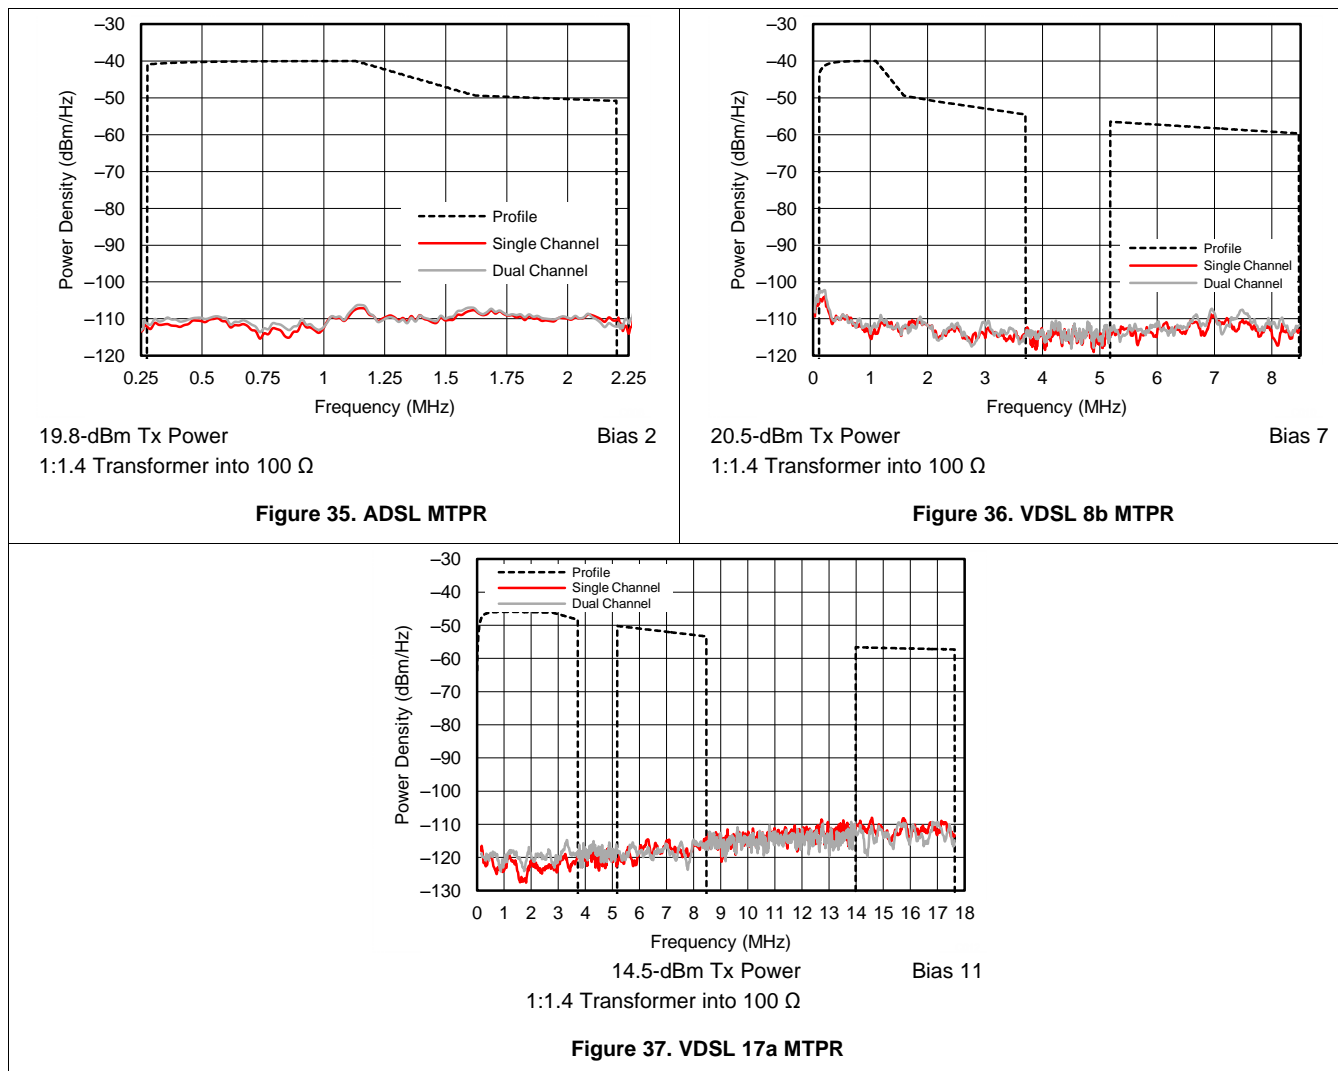 –30
–40
–50
–60
–70
–80
–90
–100
–110
–120
Power Density (dBm/Hz)
Profile
Single Channel
Dual Channel
0.25 0.5 0.75 1 1.25 1.5 1.75 2 2.25
Frequency (MHz)
19.8-dBm Tx Power Bias 2
1:1.4 Transformer into 100 Ω
Figure 35. ADSL MTPR
–30
–40
–50
–60
–70
–80
–90
–100
–110
–120
Power Density (dBm/Hz)
Profile
Single Channel
Dual Channel
0 1 2 3 4 5 6 7 8
Frequency (MHz)
20.5-dBm Tx Power Bias 7
1:1.4 Transformer into 100 Ω
Figure 36. VDSL 8b MTPR
–30
–40
–50
–60
–70
–80
–90
–100
–110
–120
–130
Power Density (dBm/Hz)
Profile
Single Channel
Dual Channel
0 1 2 3 4 5 6 7 8 9 10 11 12 13 14 15 16 17 18
Frequency (MHz)
14.5-dBm Tx Power Bias 11
1:1.4 Transformer into 100 Ω
Figure 37. VDSL 17a MTPR